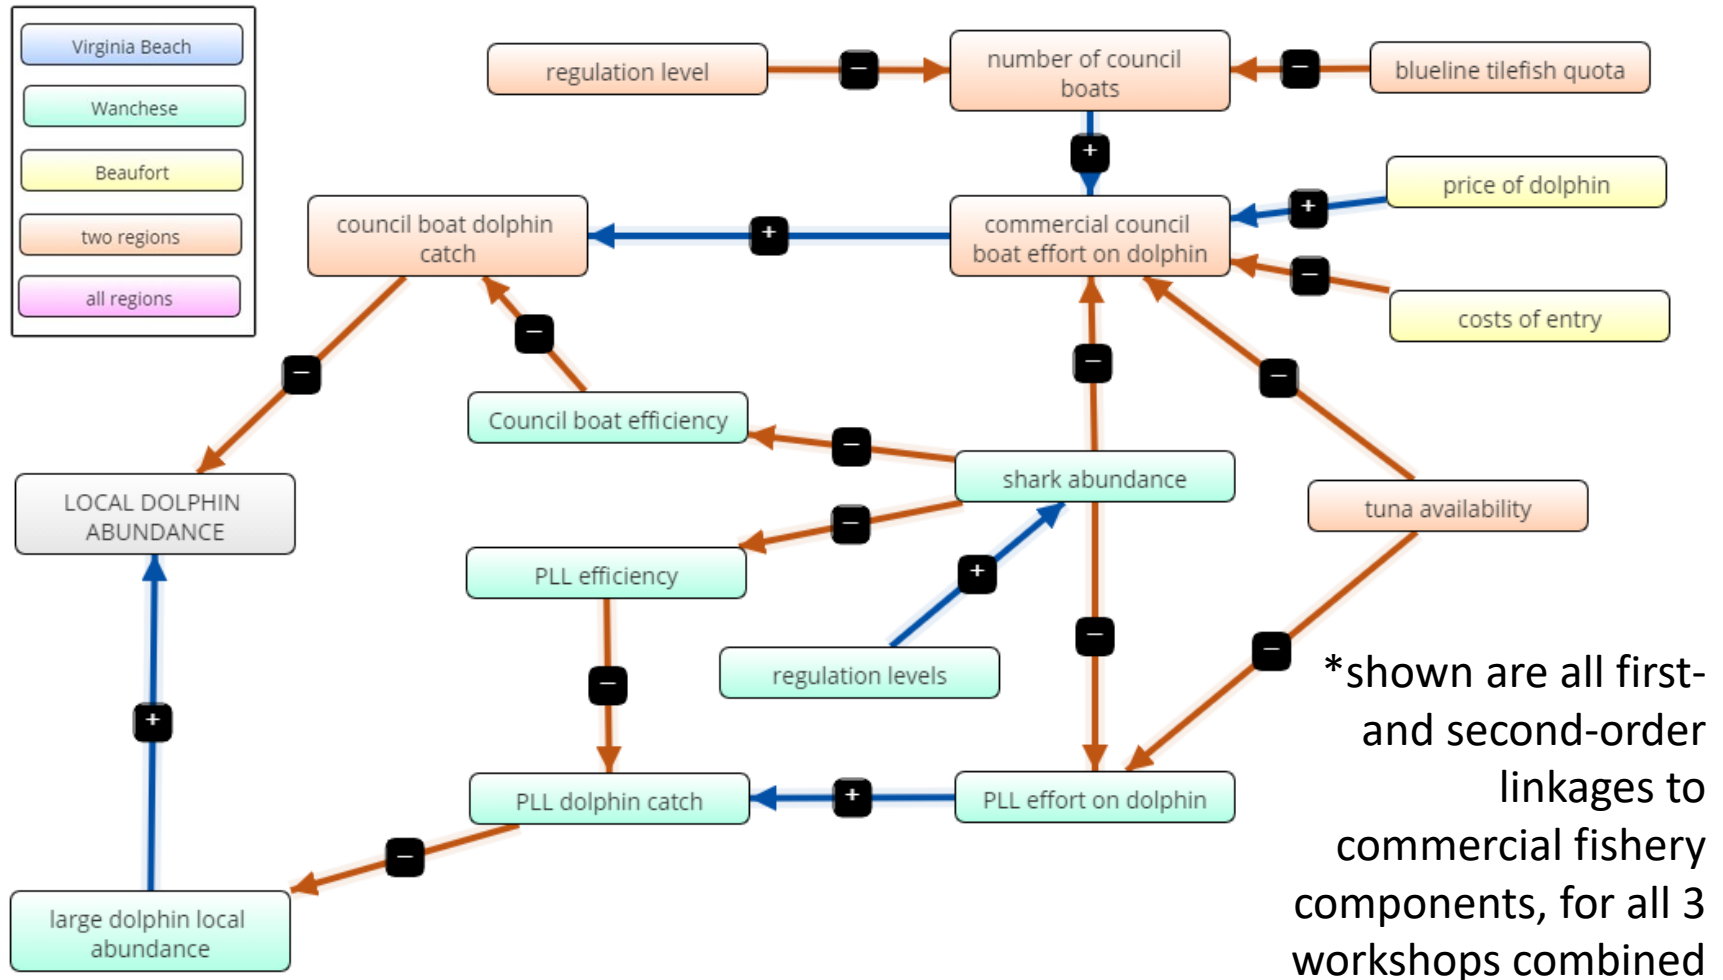 Virginia Beach
Wanchese
Beaufort
two regions
all regions
regulation level
−
number of council
boats
−
blueline tilefish quota
+
price of dolphin
+
council boat dolphin
catch
+
commercial council
boat effort on dolphin
−
costs of entry
−
−
−
−
Council boat efficiency
−
shark abundance
LOCAL DOLPHIN
ABUNDANCE
tuna availability
−
PLL efficiency
+
−
−
regulation levels
−
+
PLL dolphin catch
+
PLL effort on dolphin
−
large dolphin local
abundance
*shown are all first-
and second-order
linkages to
commercial fishery
components, for all 3
workshops combined